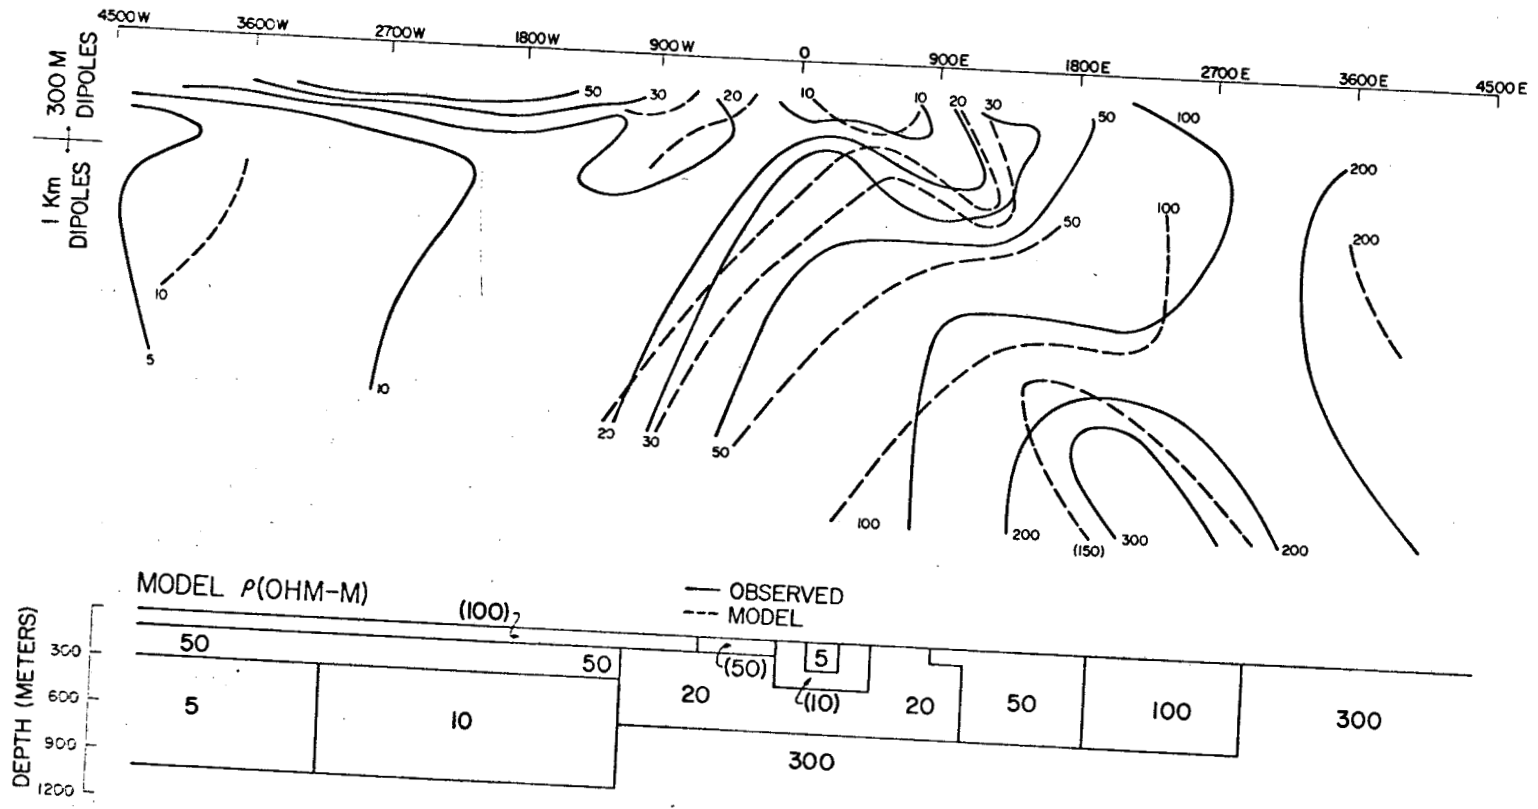 4500W 3600W 2700W 1800W 900W 0 900E 1800E 2700E 3600E 4500E
300 M
DIPOLES
1 Km
DIPOLES
50 30 20 10 10 20 30 50 100
200
100 50 200
10
5
10
20 30 50
100 200 (150) 300 200
MODEL ρ(OHM-M)
OBSERVED
MODEL
DEPTH (METERS)
300
600
900
1200
(100)
50 50 (50) 5
5 10 20 (10) 20 50 100 300
300